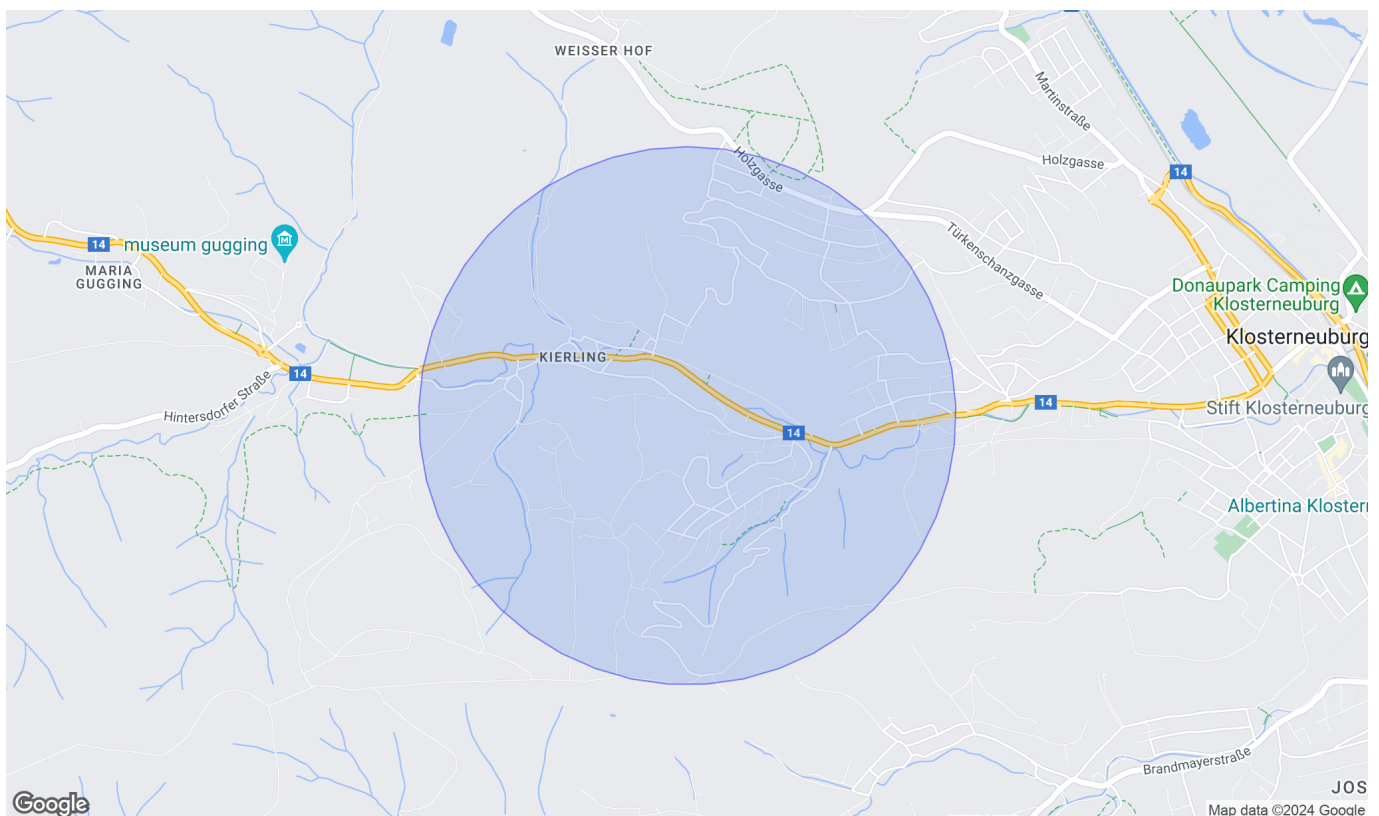 WEISSER HOF
Martinstraße
Holzgasse
Holzgasse
14
14
museum gugging
MARIA
GUGGING
Türkenschanzgasse
Donaupark Camping
Klosterneuburg
Klosterneuburg
KIERLING
14
Hintersdorfer Straße
14
14
Stift Klosterneuburg
Albertina Klostern
Brandmayerstraße
JOS
Google
Map data ©2024 Google